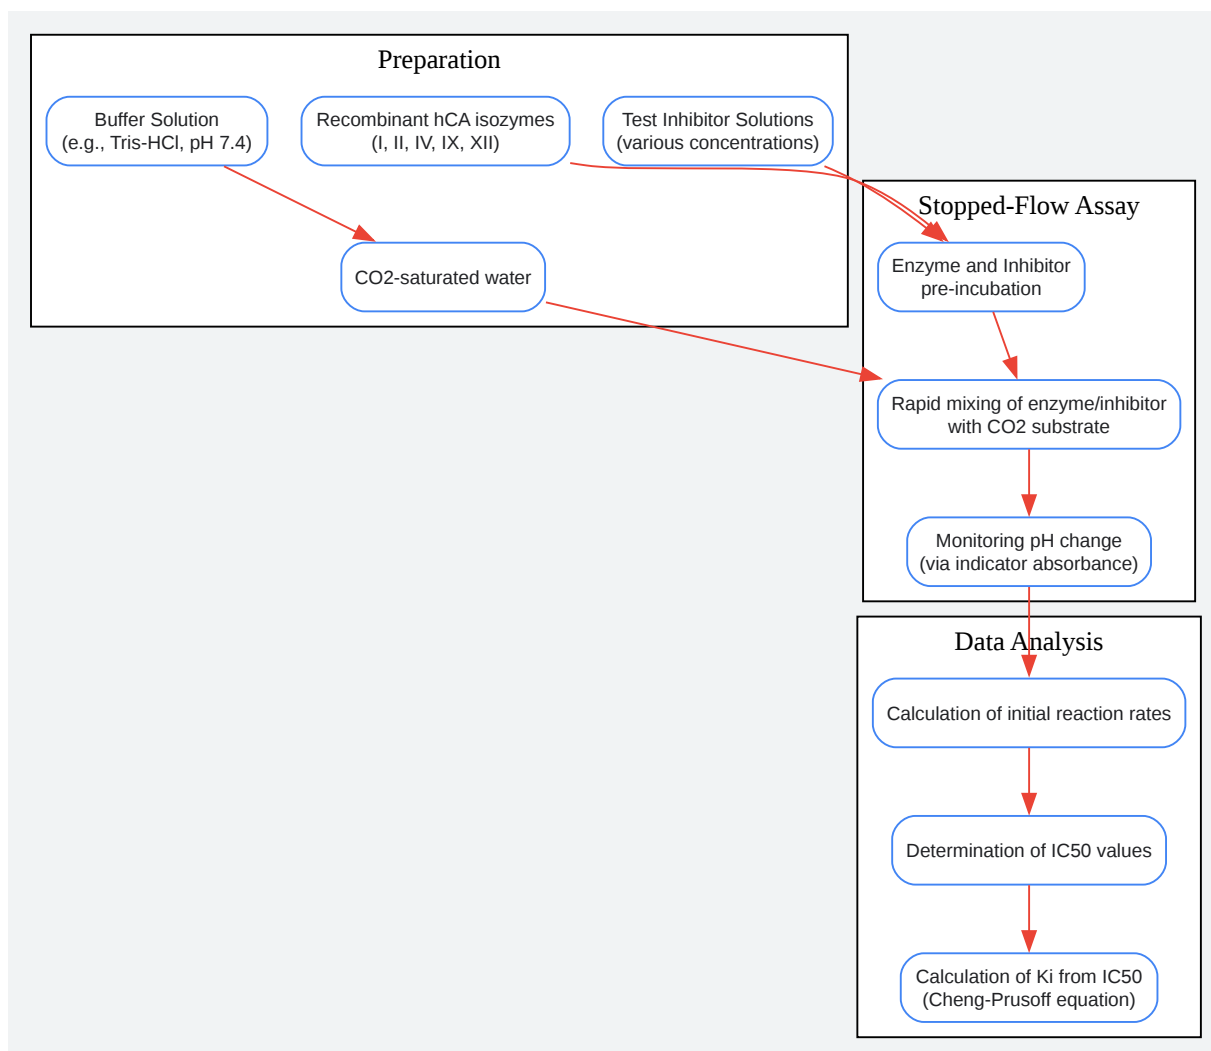 Preparation
Buffer Solution
(e.g., Tris-HCl, pH 7.4)
Recombinant hCA isozymes
(I, II, IV, IX, XII)
Test Inhibitor Solutions
(various concentrations)
CO2-saturated water
Stopped-Flow Assay
Enzyme and Inhibitor
pre-incubation
Rapid mixing of enzyme/inhibitor
with CO2 substrate
Monitoring pH change
(via indicator absorbance)
Data Analysis
Calculation of initial reaction rates
Determination of IC50 values
Calculation of Ki from IC50
(Cheng-Prusoff equation)